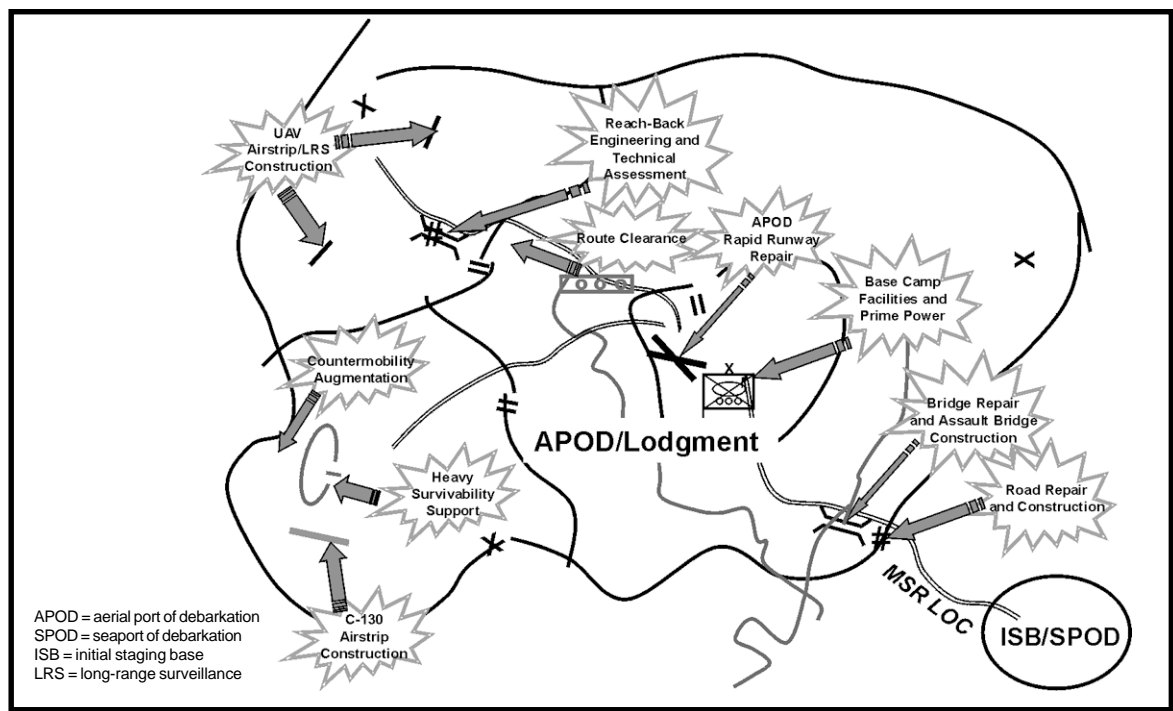 UAV
Airstrip/LRS
Construction
Reach-Back
Engineering and
Technical
Assessment
Route Clearance
APOD
Rapid Runway
Repair
Base Camp
Facilities and
Prime Power
Countermobility
Augmentation
Bridge Repair
and Assault Bridge
Construction
APOD/Lodgment
Heavy
Survivability
Support
Road Repair
and Construction
MSR LOC
ISB/SPOD
C-130
Airstrip
Construction
APOD = aerial port of debarkation
SPOD = seaport of debarkation
ISB = initial staging base
LRS = long-range surveillance